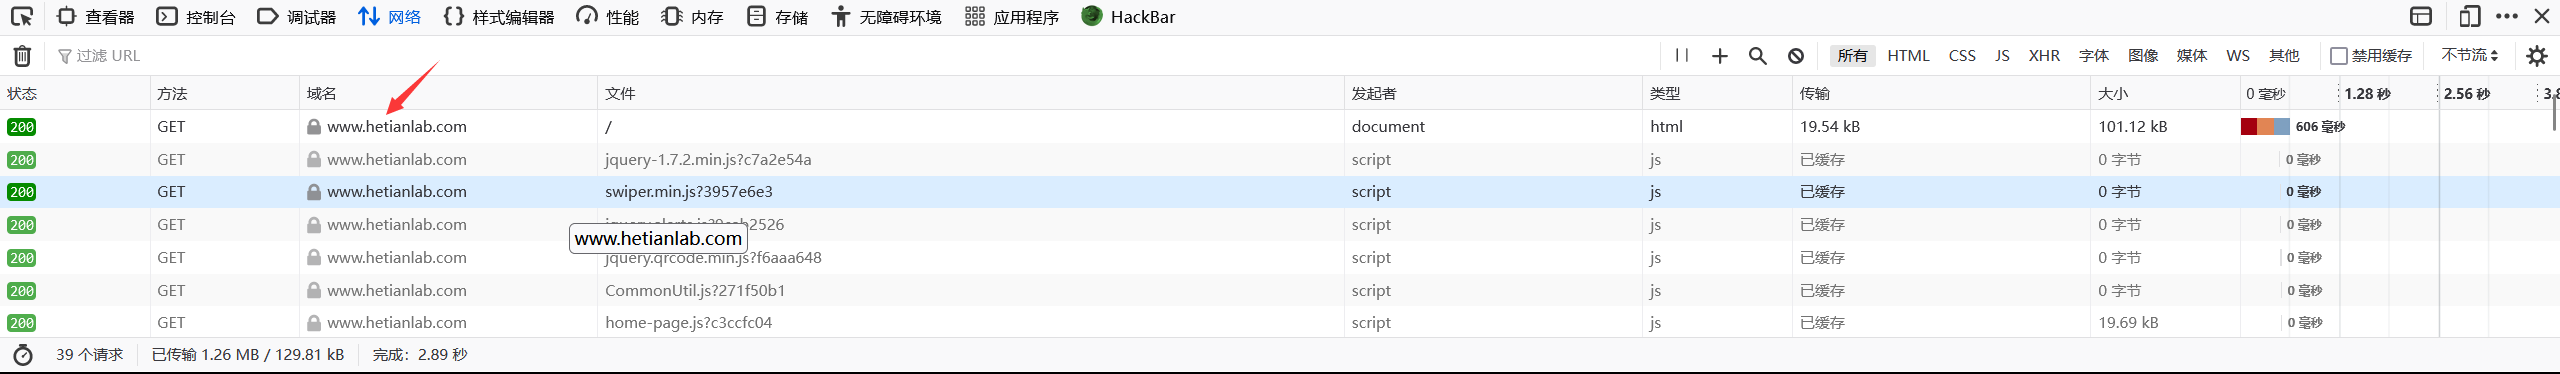 查看器 控制台 调试器 网络 样式编辑器 性能 内存 存储 无障碍环境 应用程序 HackBar
过滤 URL 所有 HTML CSS JS XHR 字体 图像 媒体 WS 其他 禁用缓存 不节流
状态 方法 域名 文件 发起者 类型 传输 大小 0 毫秒 1.28 秒 2.56 秒
200 GET www.hetianlab.com / document html 19.54 kB 101.12 kB 606 毫秒
200 GET www.hetianlab.com jquery-1.7.2.min.js?c7a2e54a script js 已缓存 0 字节 0 毫秒
200 GET www.hetianlab.com swiper.min.js?3957e6e3 script js 已缓存 0 字节 0 毫秒
200 GET www.hetianlab.com script js 已缓存 0 字节 0 毫秒
www.hetianlab.com
200 GET www.hetianlab.com jquery.qrcode.min.js?f6aaa648 script js 已缓存 0 字节 0 毫秒
200 GET www.hetianlab.com CommonUtil.js?271f50b1 script js 已缓存 0 字节 0 毫秒
200 GET www.hetianlab.com home-page.js?c3ccfc04 script js 已缓存 19.69 kB 0 毫秒
39 个请求 已传输 1.26 MB / 129.81 kB 完成：2.89 秒